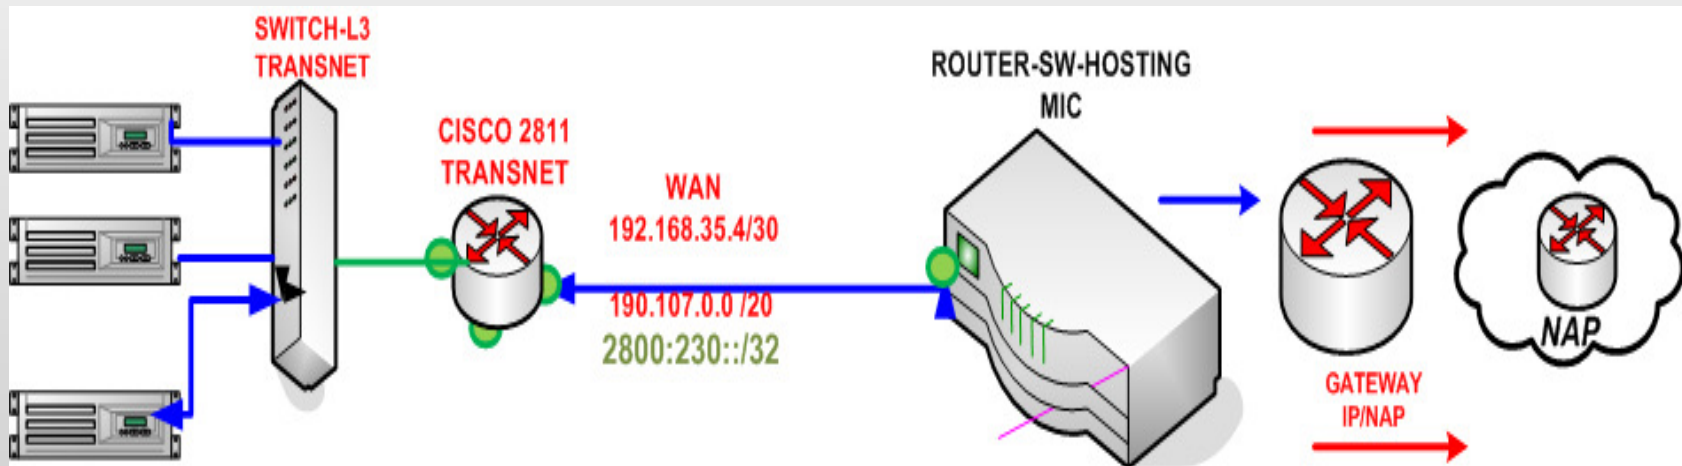 SWITCH-L3
TRANSNET
CISCO 2811
TRANSNET
WAN
192.168.35.4/30
190.107.0.0 /20
2800:230::/32
ROUTER-SW-HOSTING
MIC
GATEWAY
IP/NAP
NAP